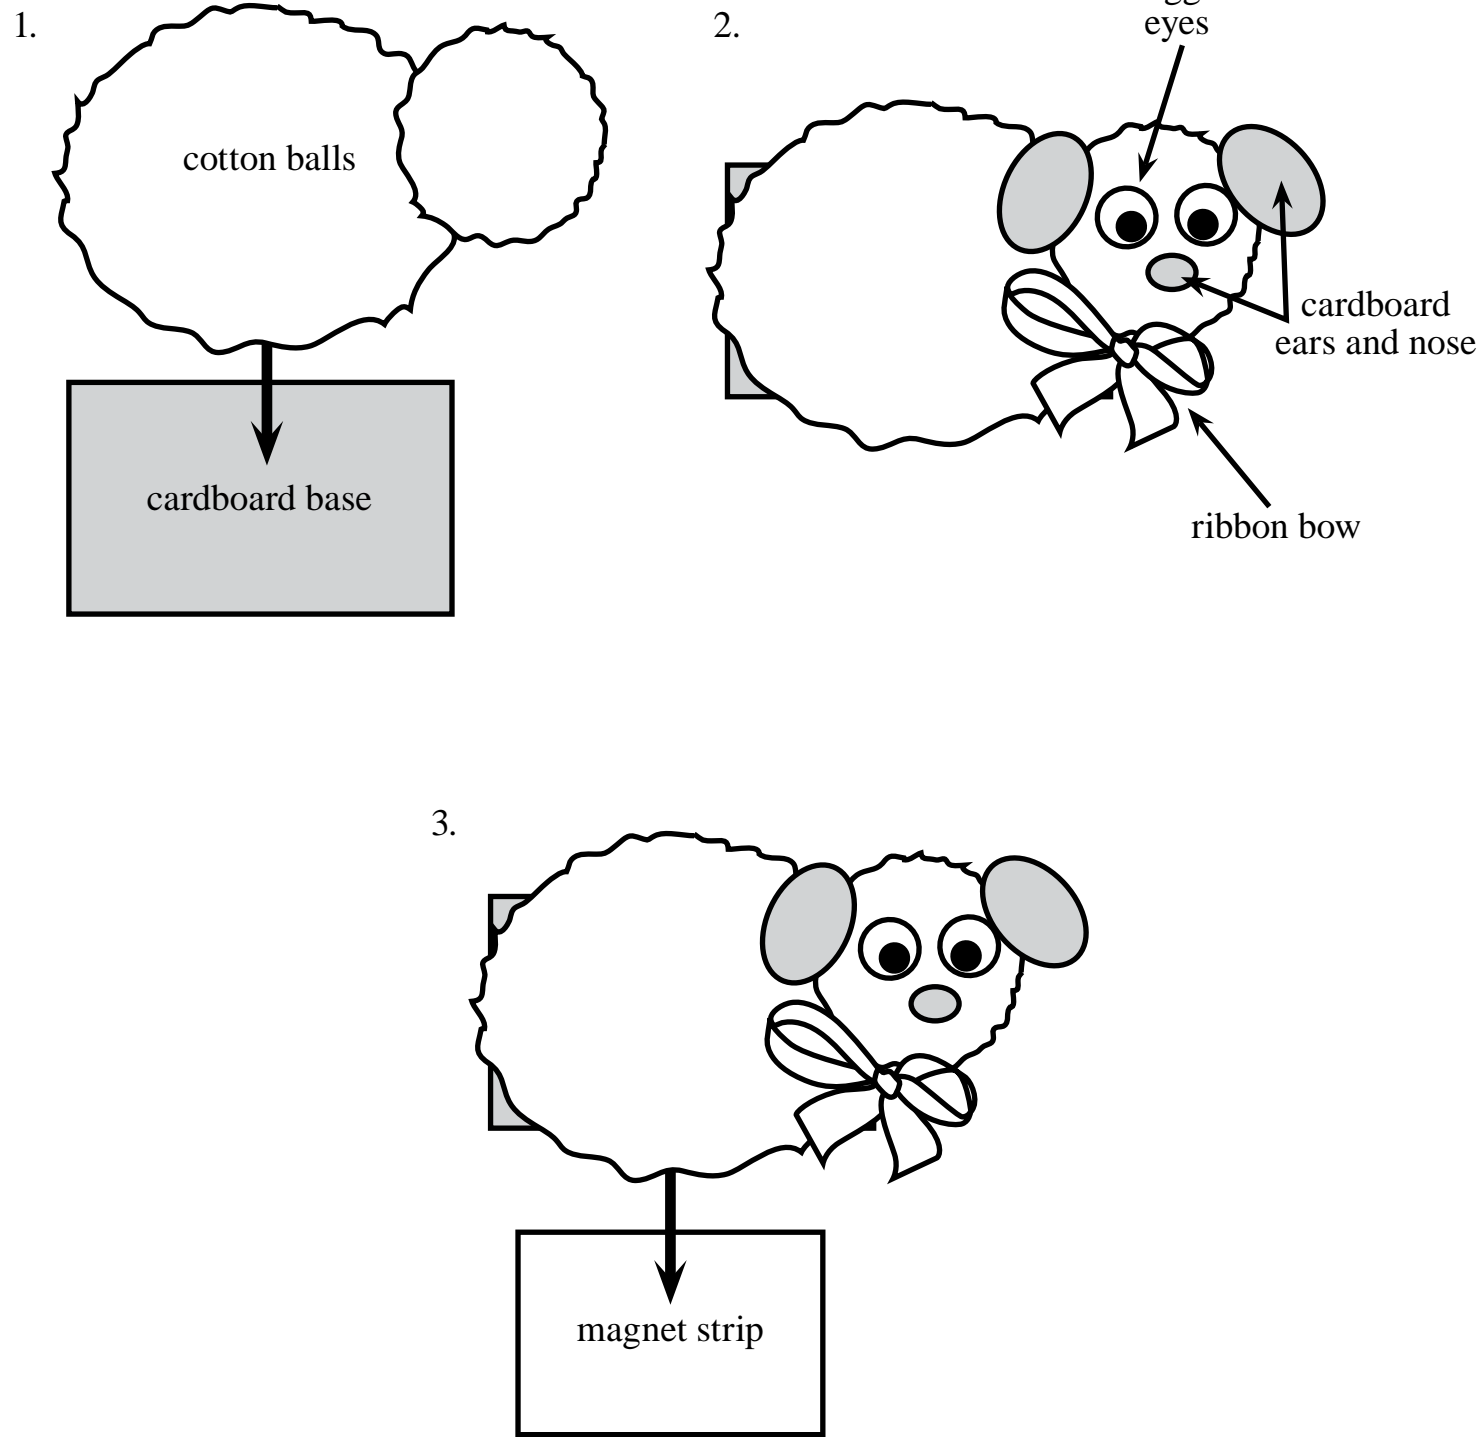 1.
cotton balls
cardboard base
2.
eyes
cardboard
ears and nose
ribbon bow
3.
magnet strip